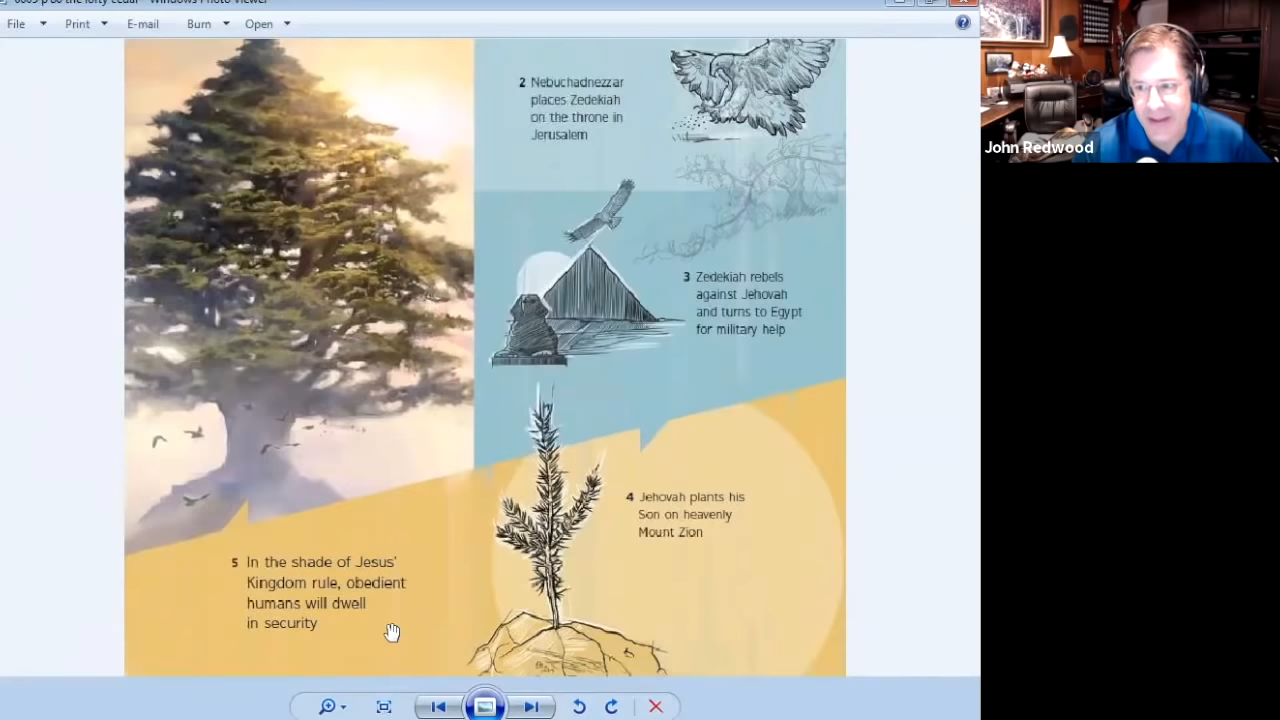 File Print E-mail Burn Open
John Redwood
2 Nebuchadnezzar
places Zedekiah
on the throne in
Jerusalem
3 Zedekiah rebels
against Jehovah
and turns to Egypt
for military help
4 Jehovah plants his
Son on heavenly
Mount Zion
5 In the shade of Jesus'
Kingdom rule, obedient
humans will dwell
in security